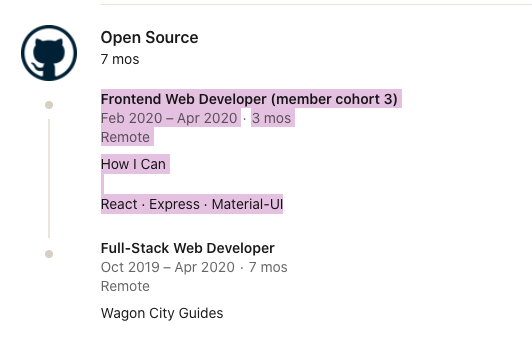 Open Source
7 mos
Frontend Web Developer (member cohort 3)
Feb 2020 – Apr 2020 · 3 mos
Remote
How I Can
React · Express · Material-UI
Full-Stack Web Developer
Oct 2019 – Apr 2020 · 7 mos
Remote
Wagon City Guides